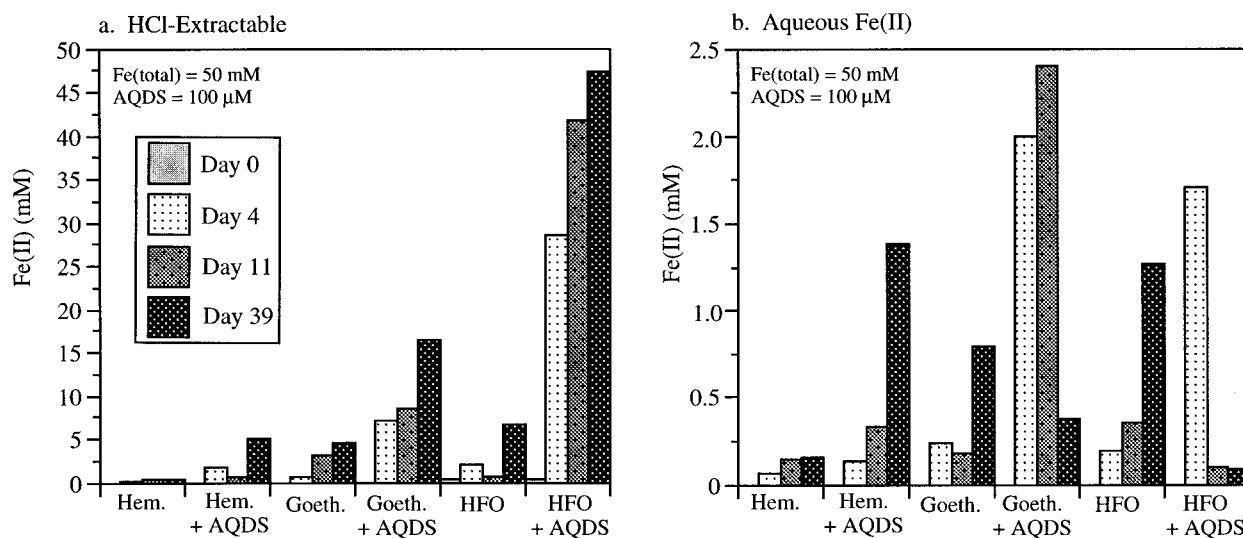 a. HCl-Extractable
Fe(total) = 50 mM
AQDS = 100 µM
Day 0
Day 4
Day 11
Day 39
Fe(II) (mM)
50
45
40
35
30
25
20
15
10
5
0
Hem.
Hem. + AQDS
Goeth.
Goeth. + AQDS
HFO
HFO + AQDS
b. Aqueous Fe(II)
Fe(total) = 50 mM
AQDS = 100 µM
Fe(II) (mM)
2.5
2.0
1.5
1.0
0.5
0
Hem.
Hem. + AQDS
Goeth.
Goeth. + AQDS
HFO
HFO + AQDS